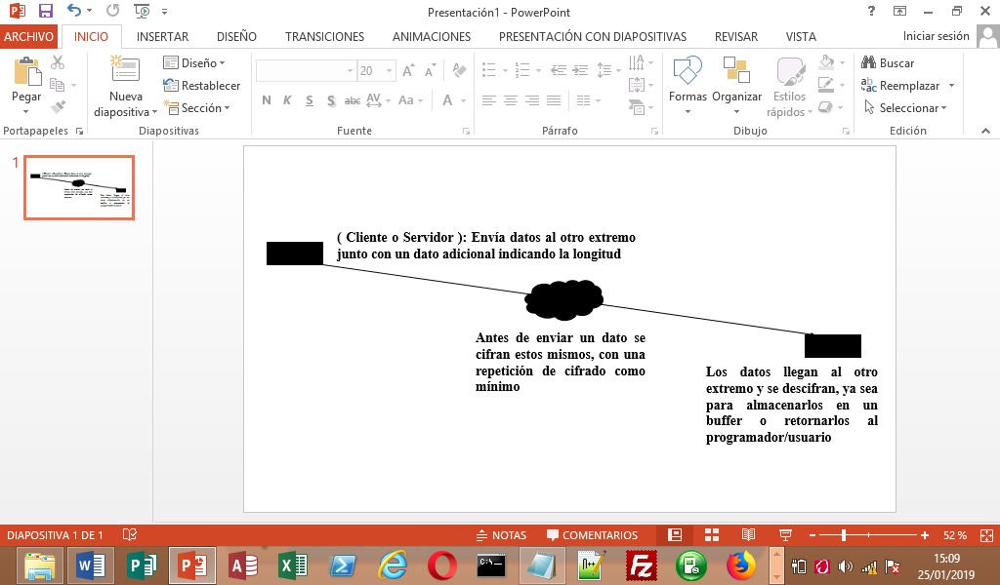 Presentación1 - PowerPoint
?
ARCHIVO INICIO INSERTAR DISEÑO TRANSICIONES ANIMACIONES PRESENTACIÓN CON DIAPOSITIVAS REVISAR VISTA Iniciar sesión
Pegar
Nueva
diapositiva
Diseño
Restablecer
Sección
20
N K S S abc AV Aa A
Formas Organizar Estilos
rápidos
Buscar
Reemplazar
Seleccionar
Portapapeles Diapositivas Fuente Párrafo Dibujo Edición
1
( Cliente o Servidor ): Envía datos al otro extremo
junto con un dato adicional indicando la longitud
Antes de enviar un dato se
cifran estos mismos, con una
repetición de cifrado como
mínimo
Los datos llegan al otro
extremo y se descifran, ya sea
para almacenarlos en un
buffer o retornarlos al
programador/usuario
DIAPOSITIVA 1 DE 1 NOTAS COMENTARIOS 52 %
15:09
25/01/2019